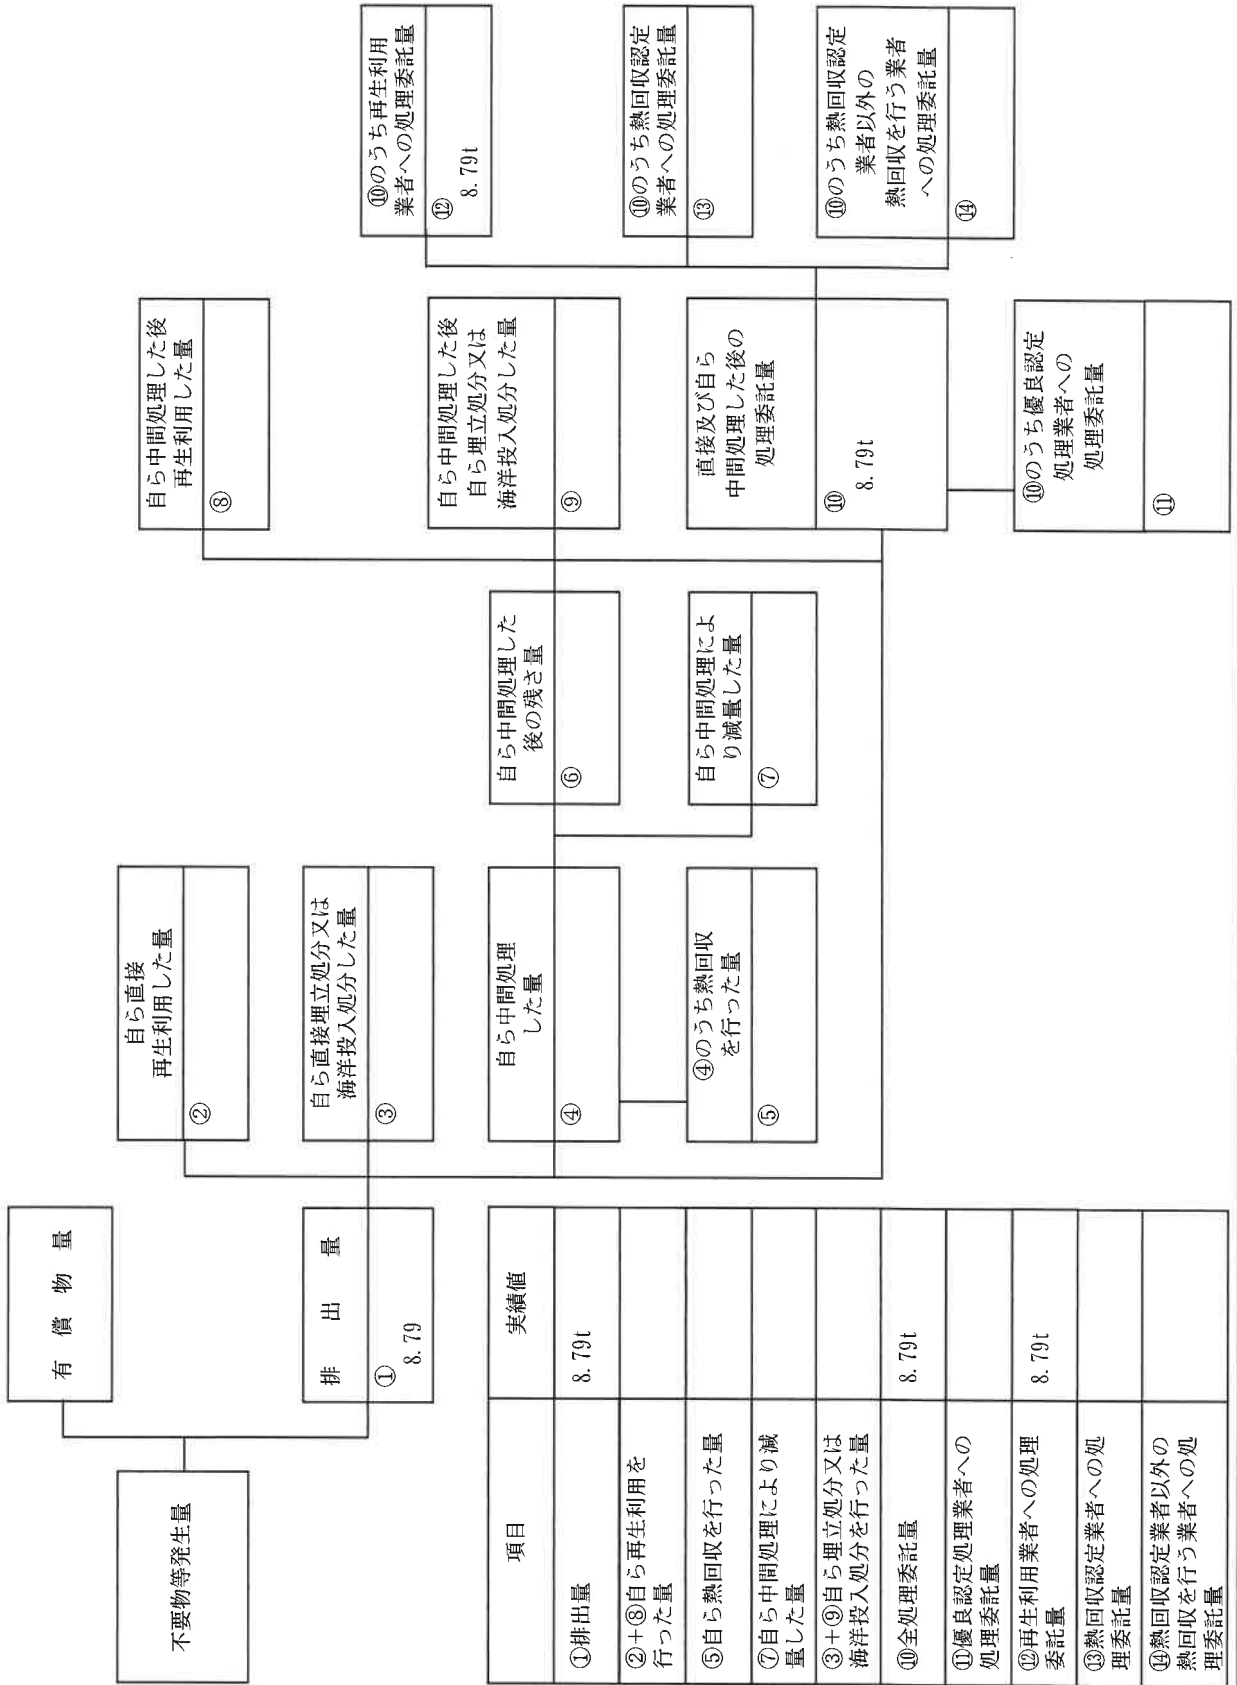 不要物等発生量
有償物量
排出量
①
8.79
自ら直接
再生利用した量
②
自ら直接埋立処分又は
海洋投入処分した量
③
自ら中間処理
した量
④
④のうち熱回収
を行った量
⑤
自ら中間処理した
後の残さ量
⑥
自ら中間処理によ
り減量した量
⑦
自ら中間処理した後
再生利用した量
⑧
自ら中間処理した後
自ら埋立処分又は
海洋投入処分した量
⑨
直接及び自ら
中間処理した後の
処理委託量
⑩
8.79t
⑩のうち優良認定
処理業者への
処理委託量
⑪
⑩のうち再生利用
業者への処理委託量
⑫
8.79t
⑩のうち熱回収認定
業者への処理委託量
⑬
⑩のうち熱回収認定
業者以外の
熱回収を行う業者
への処理委託量
⑭
項目 実績値
①排出量 8.79t
②+⑧自ら再生利用を
行った量
⑤自ら熱回収を行った量
⑦自ら中間処理により減
量した量
③+⑨自ら埋立処分又は
海洋投入処分を行った量
⑩全処理委託量 8.79t
⑪優良認定処理業者への
処理委託量
⑫再生利用業者への処理
委託量 8.79t
⑬熱回収認定業者への処
理委託量
⑭熱回収認定業者以外の
熱回収を行う業者への処
理委託量